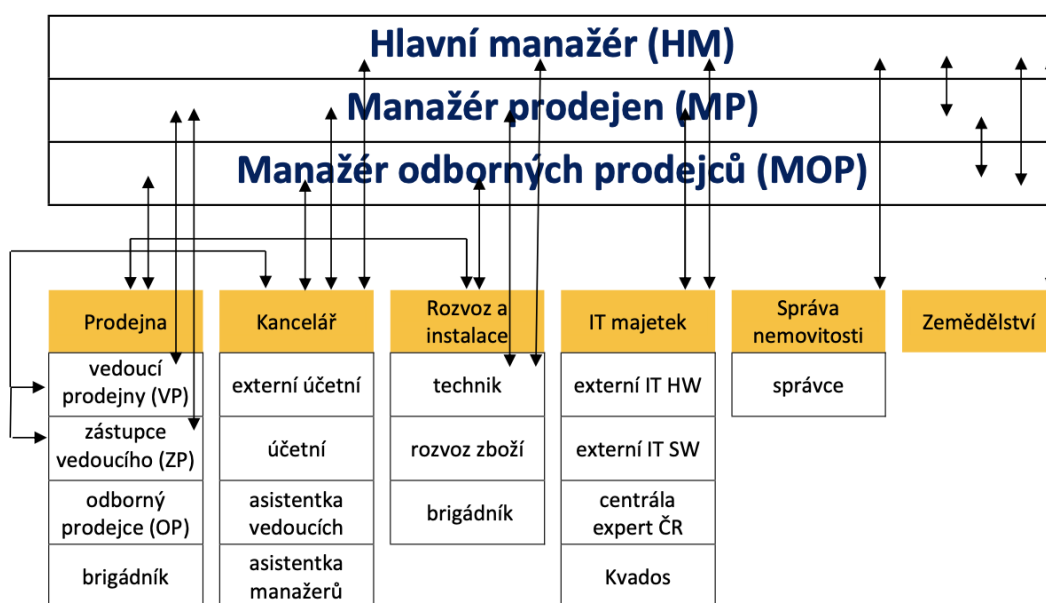 Hlavní manažér (HM)
Manažér prodejen (MP)
Manažér odborných prodejců (MOP)
Prodejna
vedoucí
prodejny (VP)
zástupce
vedoucího (ZP)
odborný
prodejce (OP)
brigádník
Kancelář
externí účetní
účetní
asistentka
vedoucích
asistentka
manažerů
Rozvoz a
instalace
technik
rozvoz zboží
brigádník
IT majetek
externí IT HW
externí IT SW
centrála
expert ČR
Kvados
Správa
nemovitosti
správce
Zemědělství